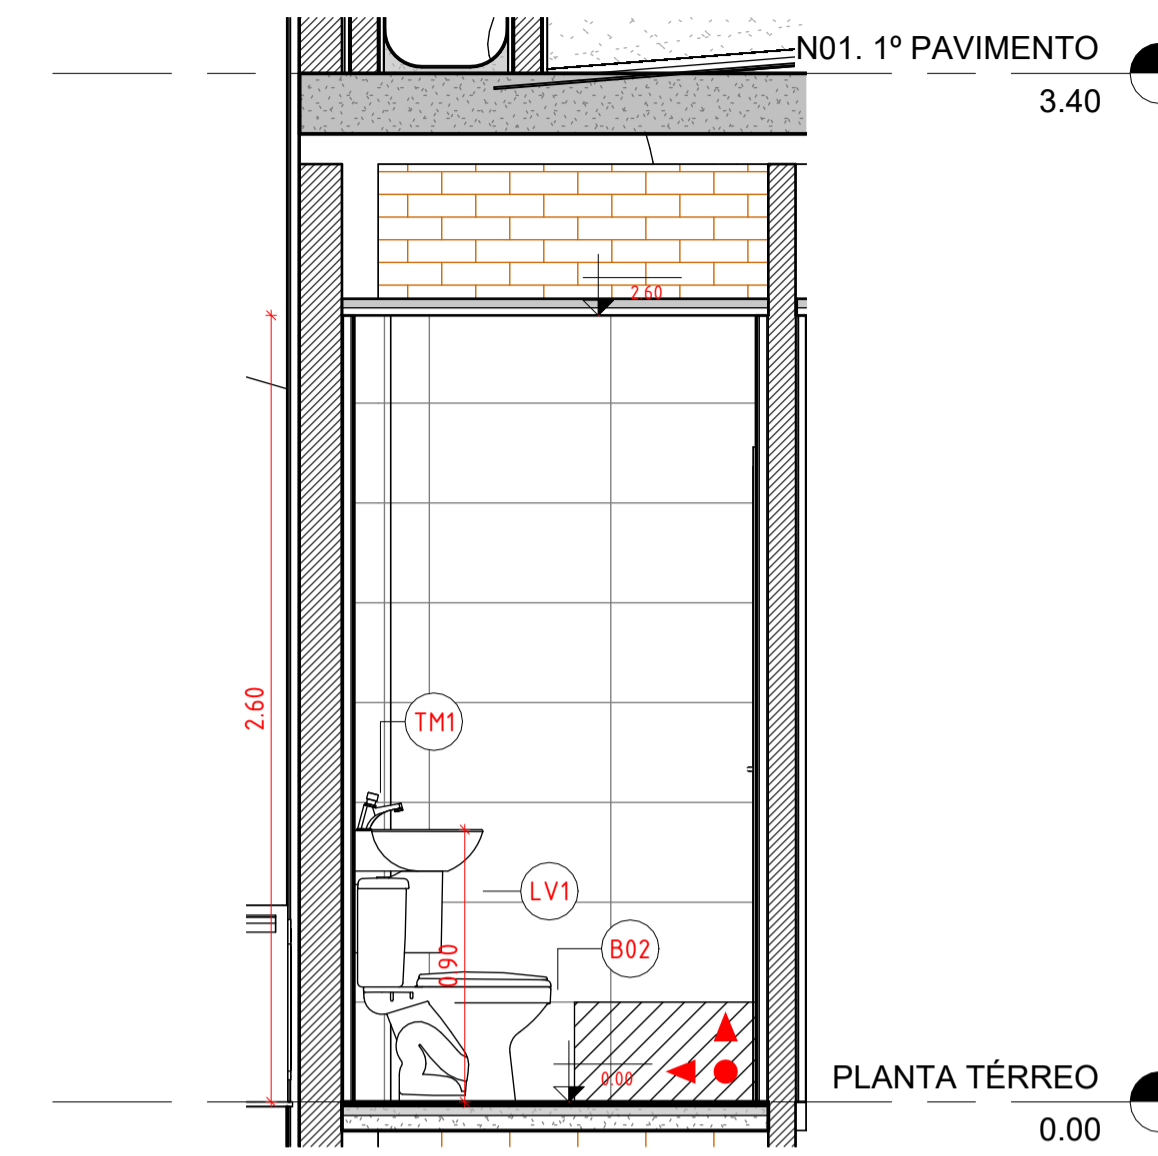 N01. 1º PAVIMENTO
3.40
2.60
2.60
TM1
LV1
0.90
B02
0.00
PLANTA TÉRREO
0.00